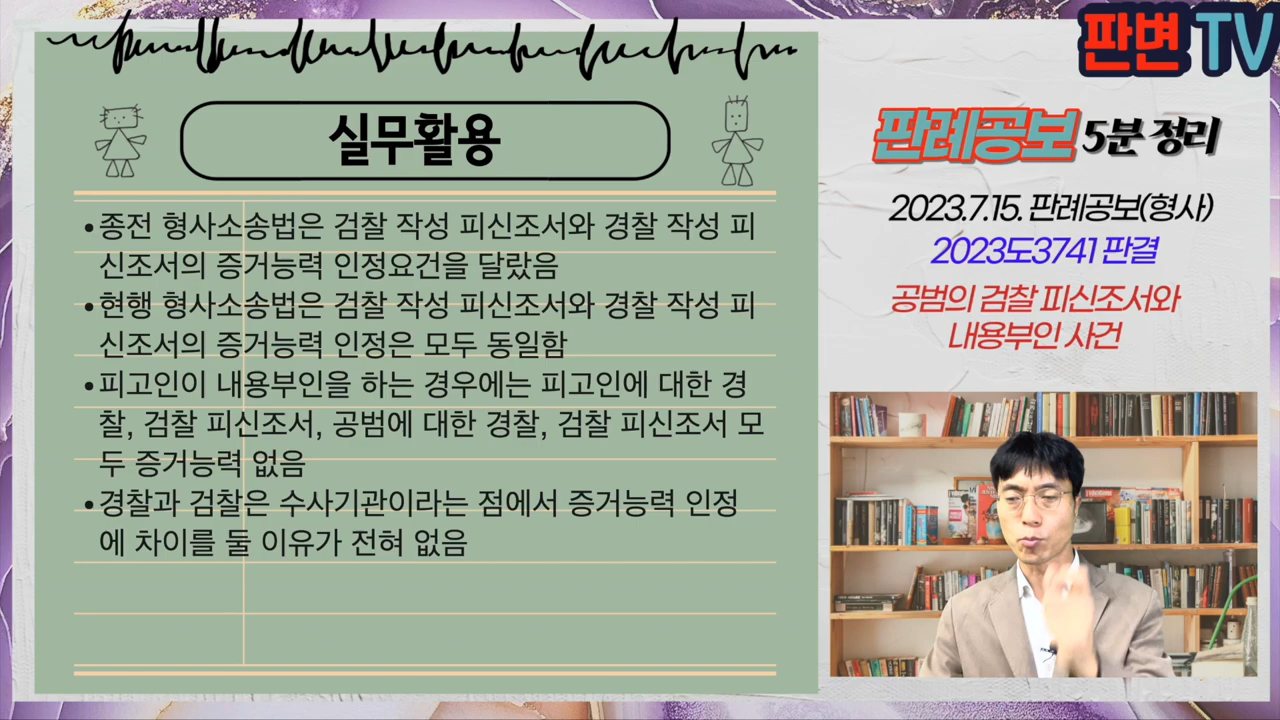 판변 TV
실무활용
• 종전 형사소송법은 검찰 작성 피신조서와 경찰 작성 피
신조서의 증거능력 인정요건을 달랐음
• 현행 형사소송법은 검찰 작성 피신조서와 경찰 작성 피
신조서의 증거능력 인정은 모두 동일함
• 피고인이 내용부인을 하는 경우에는 피고인에 대한 경
찰, 검찰 피신조서, 공범에 대한 경찰, 검찰 피신조서 모
두 증거능력 없음
• 경찰과 검찰은 수사기관이라는 점에서 증거능력 인정
에 차이를 둘 이유가 전혀 없음
판례공보 5분 정리
2023.7.15. 판례공보(형사)
2023도3741 판결
공범의 검찰 피신조서와
내용부인 사건